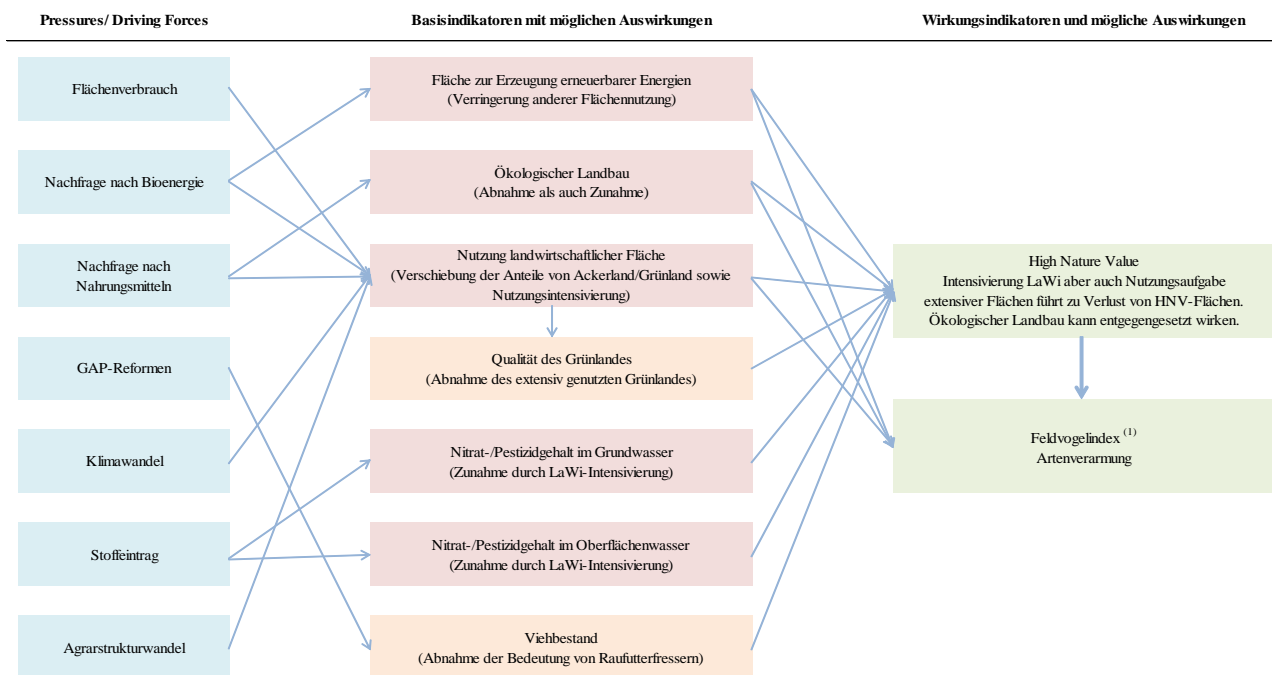 Pressures/ Driving Forces
Basisindikatoren mit möglichen Auswirkungen
Wirkungsindikatoren und mögliche Auswirkungen
Flächenverbrauch
Nachfrage nach Bioenergie
Nachfrage nach
Nahrungsmitteln
GAP-Reformen
Klimawandel
Stoffeintrag
Agrarstrukturwandel
Fläche zur Erzeugung erneuerbarer Energien
(Verringerung anderer Flächennutzung)
Ökologischer Landbau
(Abnahme als auch Zunahme)
Nutzung landwirtschaftlicher Fläche
(Verschiebung der Anteile von Ackerland/Grünland sowie
Nutzungsintensivierung)
Qualität des Grünlandes
(Abnahme des extensiv genutzten Grünlandes)
Nitrat-/Pestizidgehalt im Grundwasser
(Zunahme durch LaWi-Intensivierung)
Nitrat-/Pestizidgehalt im Oberflächenwasser
(Zunahme durch LaWi-Intensivierung)
Viehbestand
(Abnahme der Bedeutung von Raufutterfressern)
High Nature Value
Intensivierung LaWi aber auch Nutzungsaufgabe
extensiver Flächen führt zu Verlust von HNV-Flächen.
Ökologischer Landbau kann entgegengesetzt wirken.
Feldvogelindex (1)
Artenverarmung